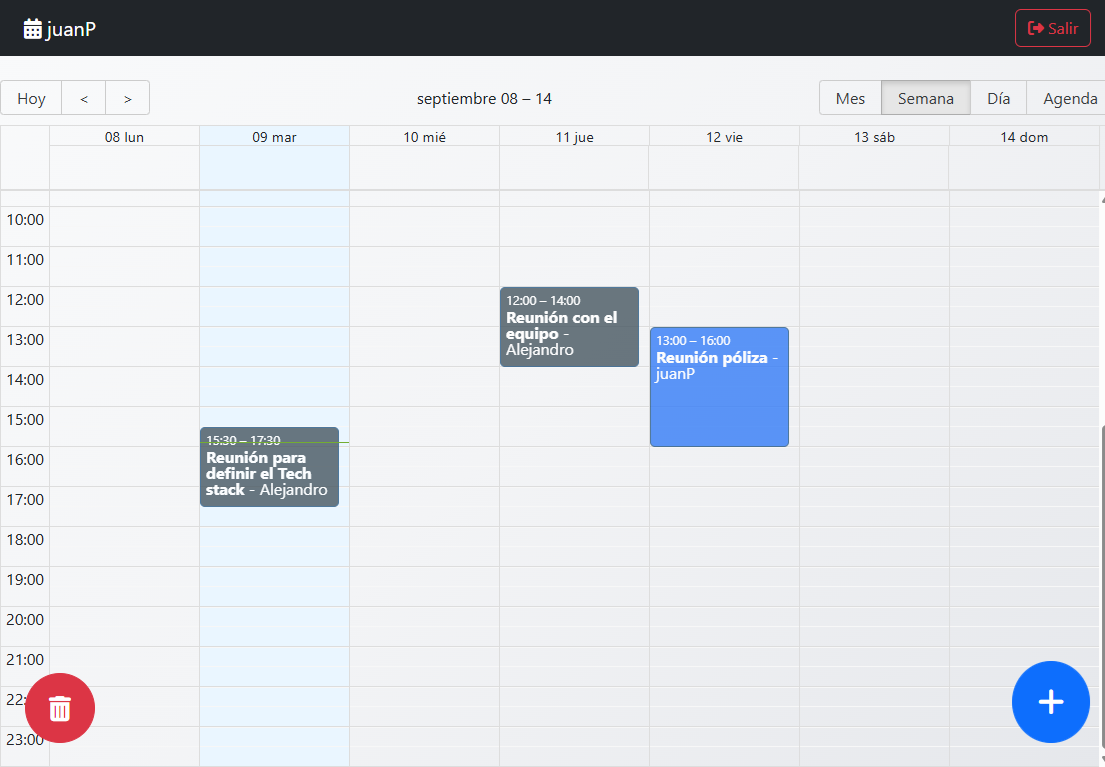 juanP
Salir
Hoy
<
>
septiembre 08 – 14
Mes
Semana
Día
Agenda
08 lun
09 mar
10 mié
11 jue
12 vie
13 sáb
14 dom
10:00
11:00
12:00
13:00
14:00
15:00
16:00
17:00
18:00
19:00
20:00
21:00
22:
23:00
15:30 – 17:30
Reunión para
definir el Tech
stack - Alejandro
12:00 – 14:00
Reunión con el
equipo -
Alejandro
13:00 – 16:00
Reunión póliza -
juanP